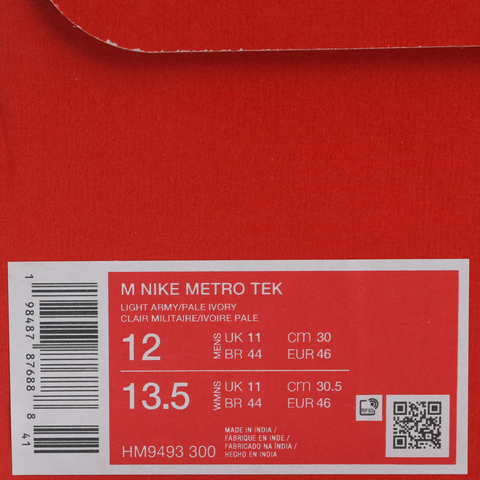 M NIKE METRO TEK
LIGHT ARMY/PALE IVORY
CLAIR MILITAIRE/IVOIRE PALE
12 MENS UK 11 cm 30
BR 44 EUR 46
13.5 WMNS UK 11 cm 30.5
BR 44 EUR 46
HM9493 300
MADE IN INDIA /
FABRIQUE EN INDE /
FABRICADO NA ÍNDIA /
HECHO EN INDIA
RFID
1 98487 87688 8 41